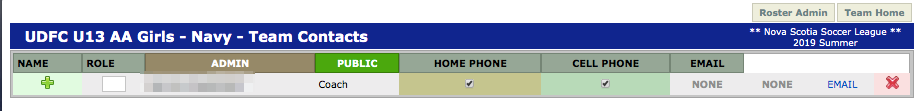 Roster Admin Team Home
UDFC U13 AA Girls - Navy - Team Contacts
** Nova Scotia Soccer League **
2019 Summer
NAME ROLE ADMIN PUBLIC HOME PHONE CELL PHONE EMAIL
Coach NONE NONE EMAIL